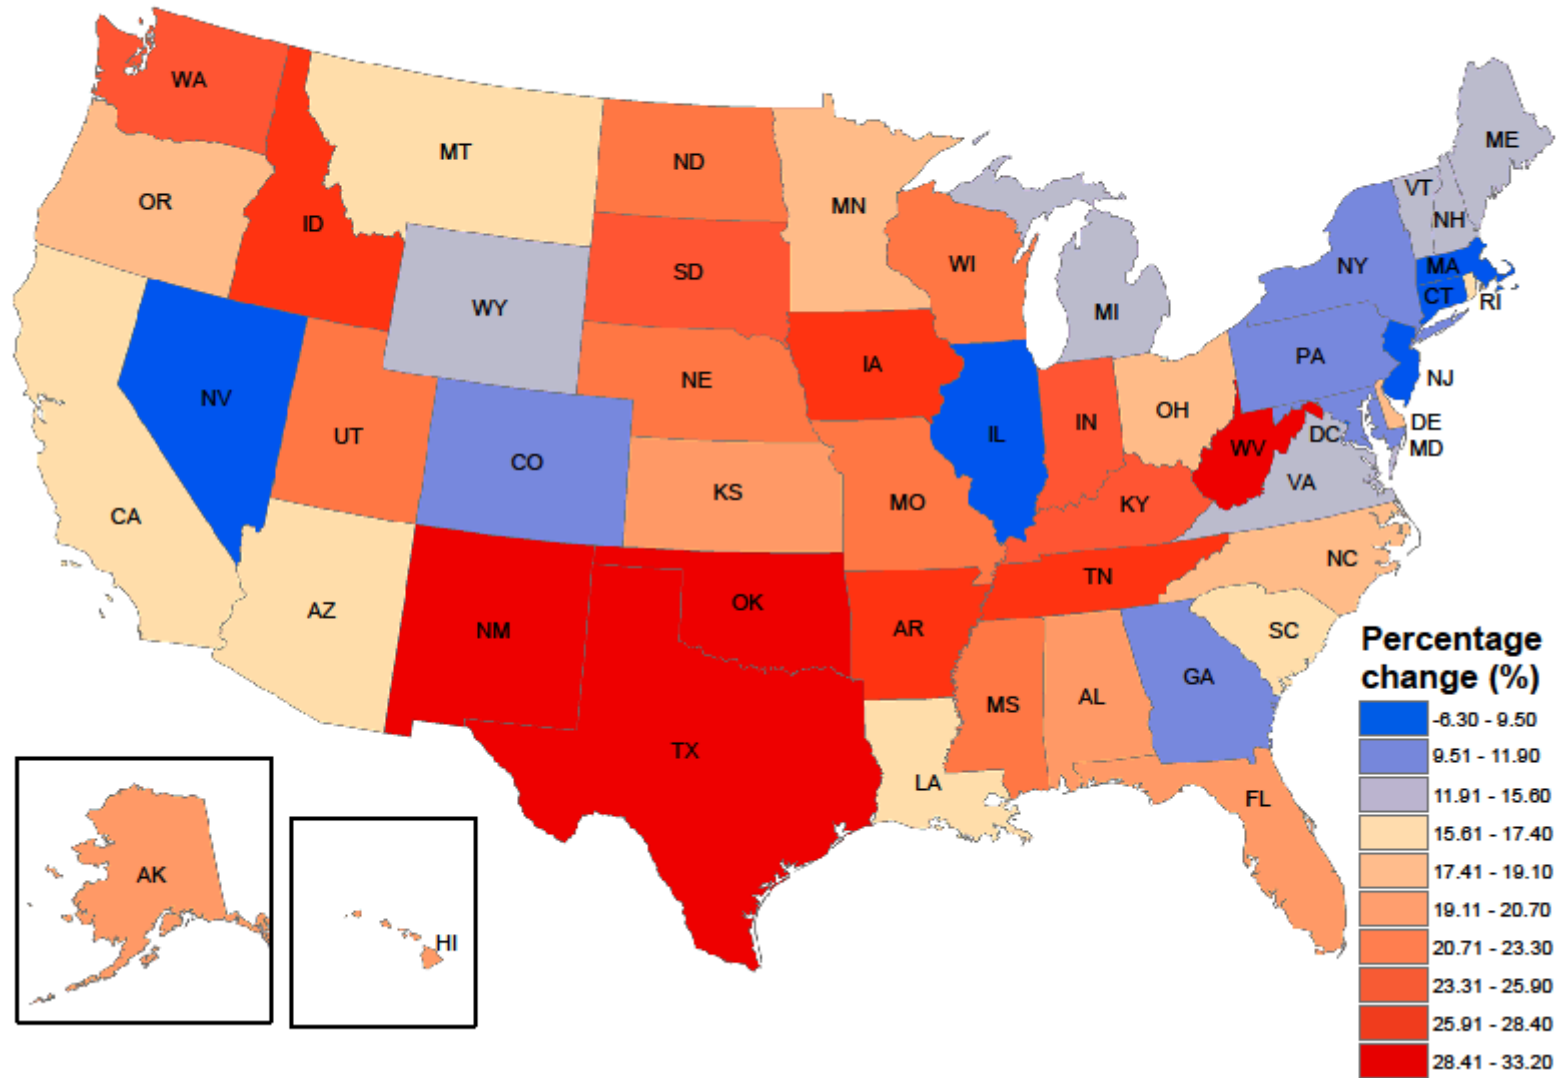 WA
MT
ND
MN
ME
VT
NH
OR
ID
SD
WI
NY
MA
CT
RI
WY
MI
IA
NE
PA
NJ
NV
UT
CO
IL
IN
OH
DE
MD
DC
WV
VA
KS
MO
KY
CA
NC
TN
AZ
NM
OK
AR
SC
GA
MS
AL
TX
LA
FL
AK
HI
Percentage
change (%)
-6.30 - 9.50
9.51 - 11.90
11.91 - 15.60
15.61 - 17.40
17.41 - 19.10
19.11 - 20.70
20.71 - 23.30
23.31 - 25.90
25.91 - 28.40
28.41 - 33.20